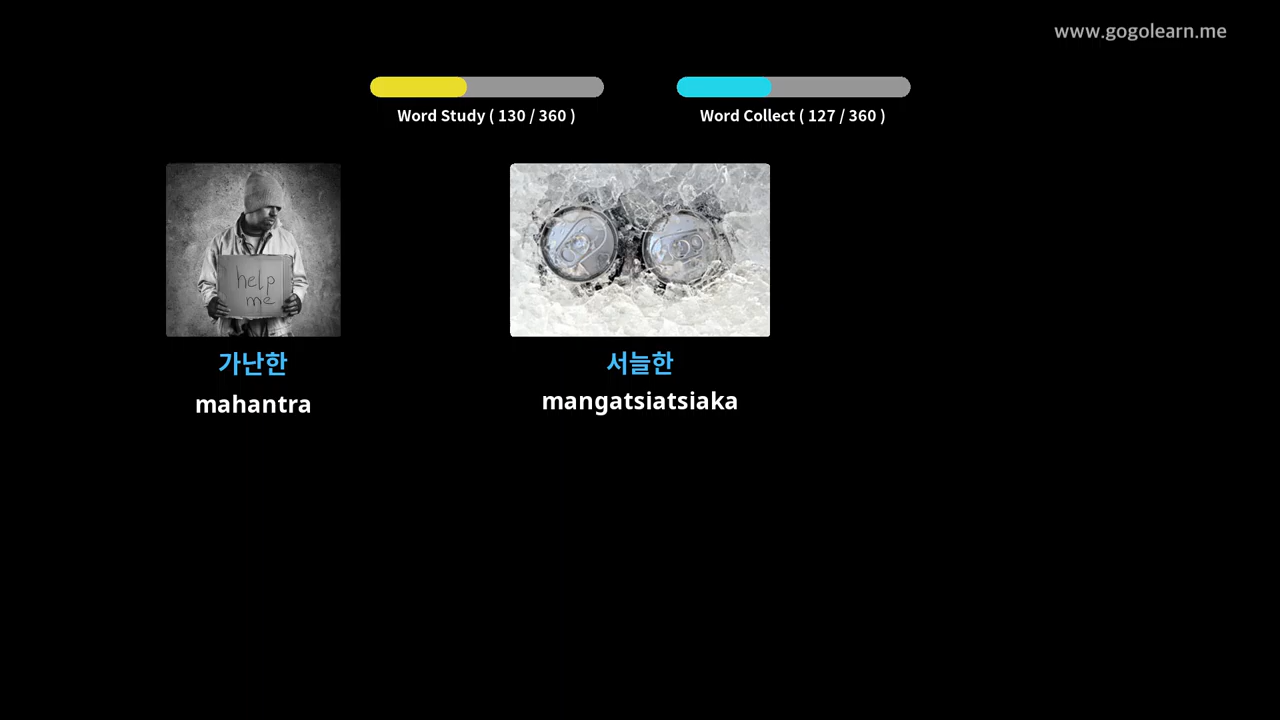 www.gogolearn.me
Word Study ( 130 / 360 )
Word Collect ( 127 / 360 )
help
me
가난한
mahantra
서늘한
mangatsiatsiaka